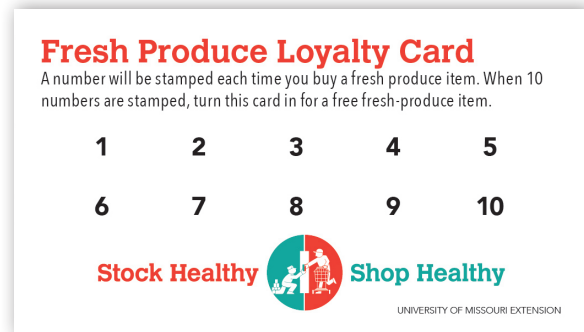 Fresh Produce Loyalty Card
A number will be stamped each time you buy a fresh produce item. When 10
numbers are stamped, turn this card in for a free fresh-produce item.
1 2 3 4 5
6 7 8 9 10
Stock Healthy Shop Healthy
UNIVERSITY OF MISSOURI EXTENSION